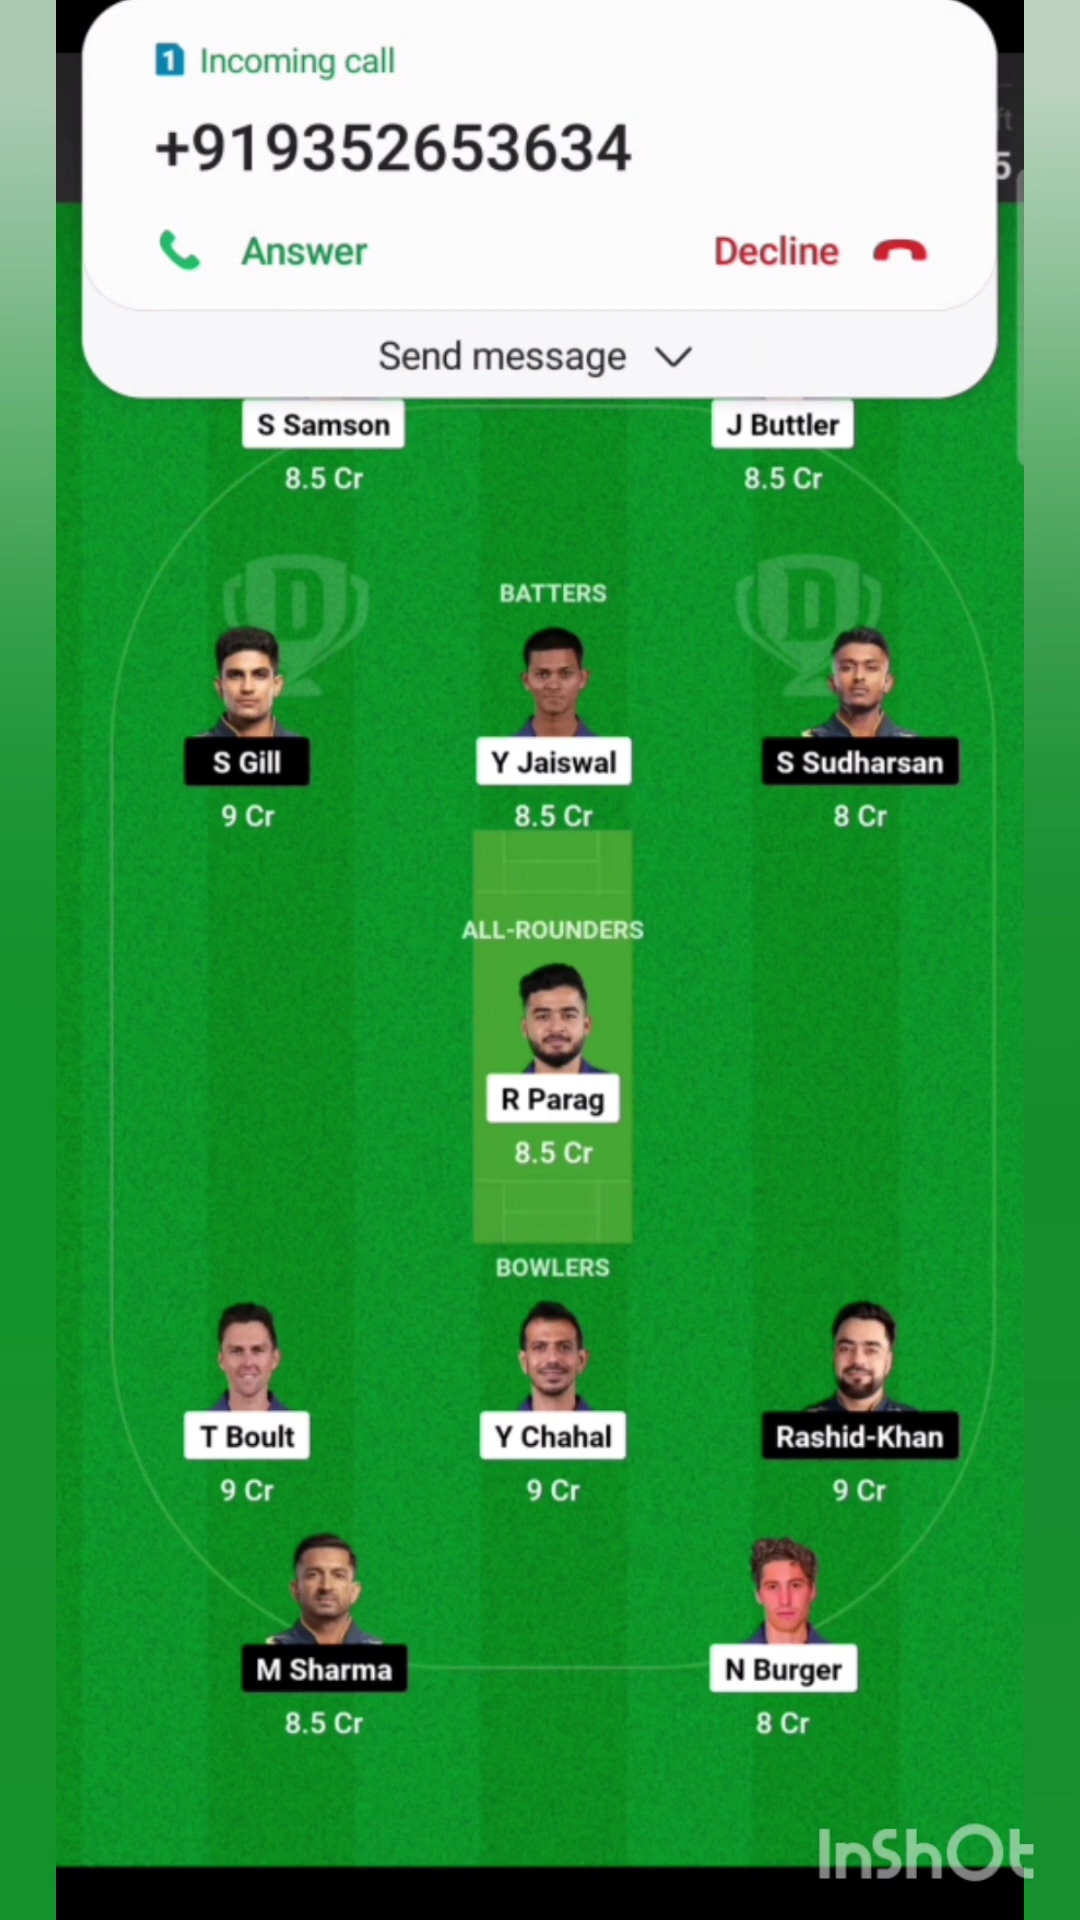 1 Incoming call
+919352653634
Answer Decline
Send message
S Samson J Buttler
8.5 Cr 8.5 Cr
BATTERS
S Gill Y Jaiswal S Sudharsan
9 Cr 8.5 Cr 8 Cr
ALL-ROUNDERS
R Parag
8.5 Cr
BOWLERS
T Boult Y Chahal Rashid-Khan
9 Cr 9 Cr 9 Cr
M Sharma N Burger
8.5 Cr 8 Cr
InShOt